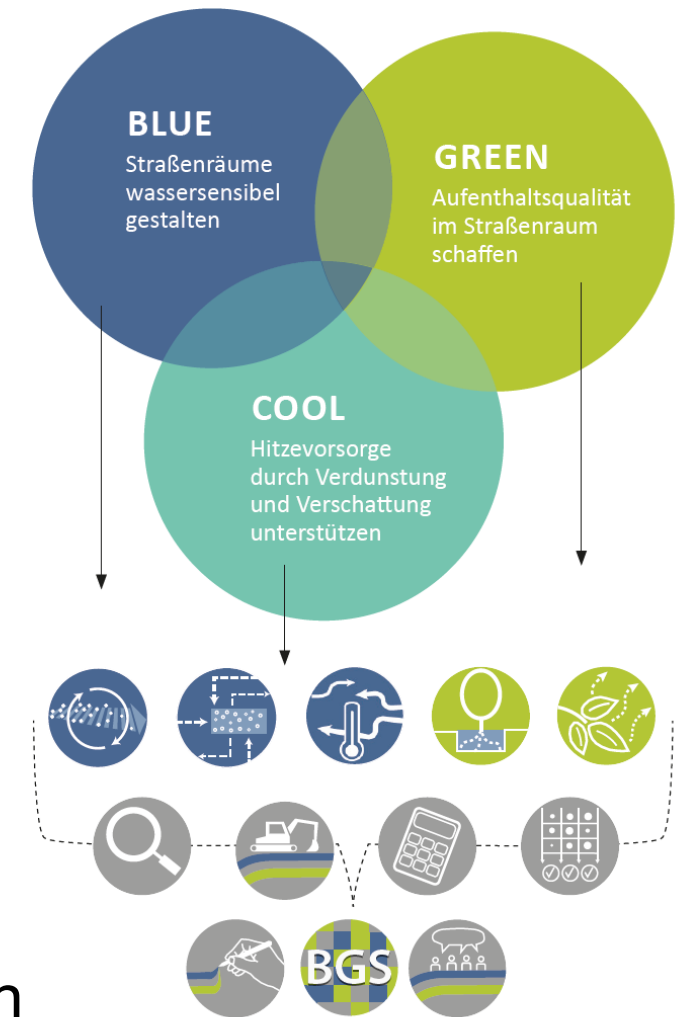 BLUE
Straßenräume
wassersensibel
gestalten
GREEN
Aufenthaltsqualität
im Straßenraum
schaffen
COOL
Hitzevorsorge
durch Verdunstung
und Verschattung
unterstützen
BGS
n